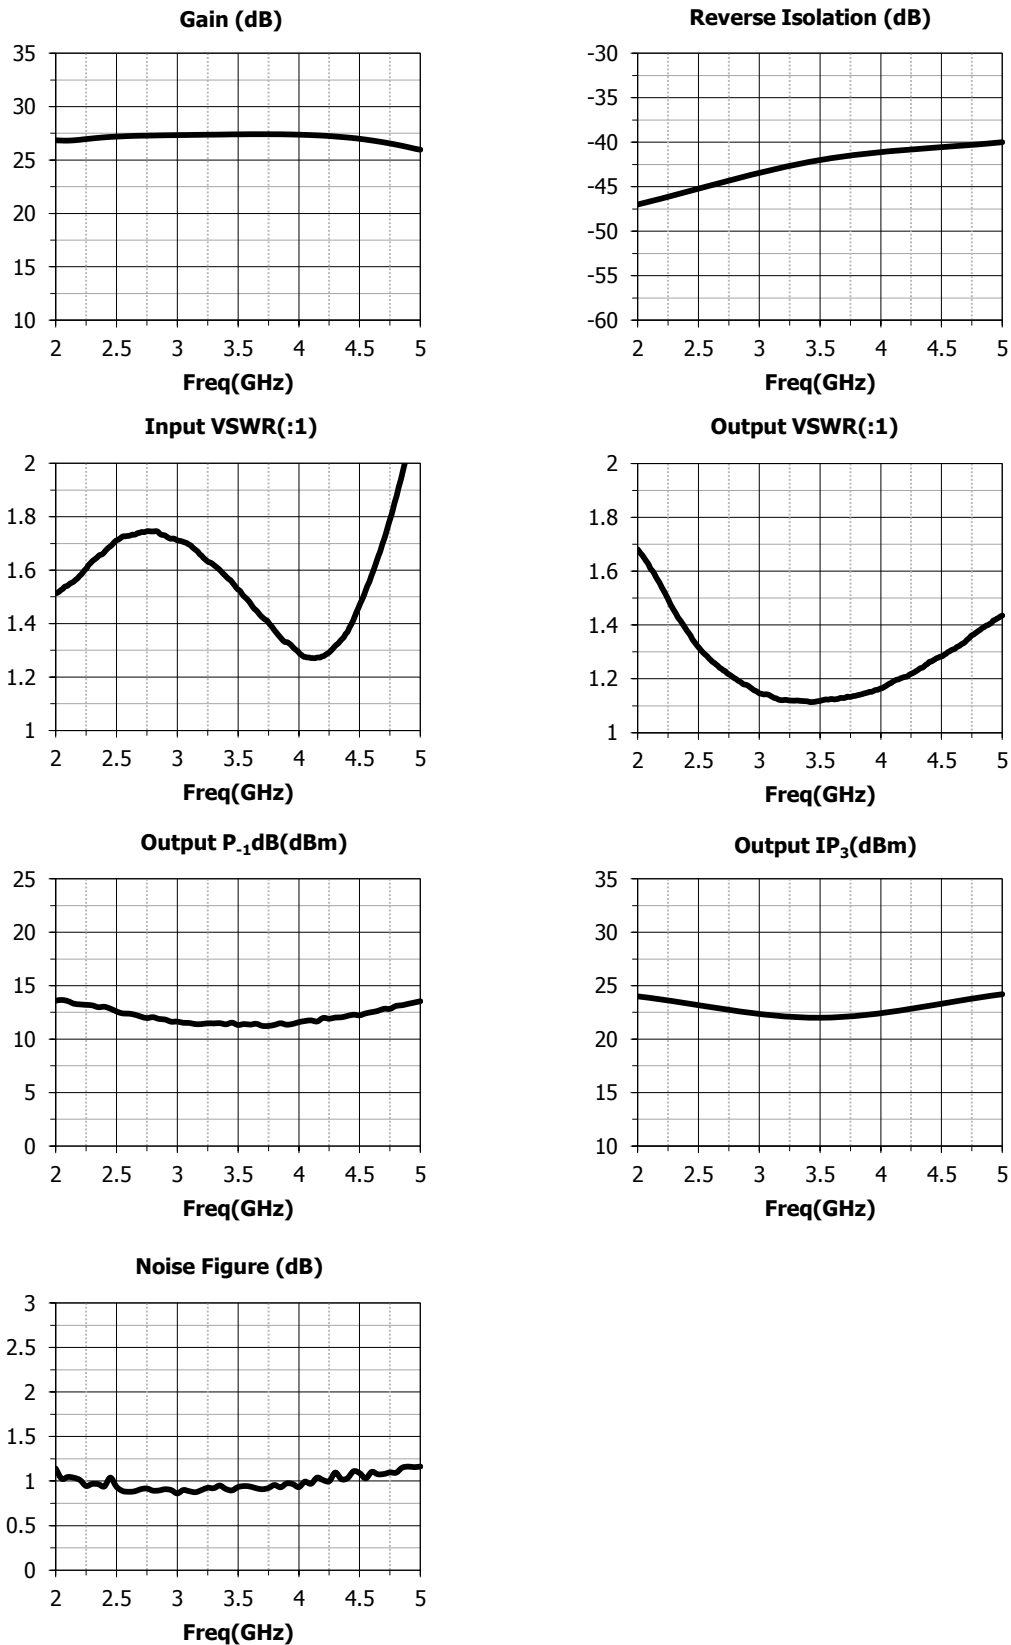 Gain (dB)
35
30
25
20
15
10
2 2.5 3 3.5 4 4.5 5
Freq(GHz)
Reverse Isolation (dB)
-30
-35
-40
-45
-50
-55
-60
2 2.5 3 3.5 4 4.5 5
Freq(GHz)
Input VSWR(:1)
2
1.8
1.6
1.4
1.2
1
2 2.5 3 3.5 4 4.5 5
Freq(GHz)
Output VSWR(:1)
2
1.8
1.6
1.4
1.2
1
2 2.5 3 3.5 4 4.5 5
Freq(GHz)
Output P-1dB(dBm)
25
20
15
10
5
0
2 2.5 3 3.5 4 4.5 5
Freq(GHz)
Output IP3(dBm)
35
30
25
20
15
10
2 2.5 3 3.5 4 4.5 5
Freq(GHz)
Noise Figure (dB)
3
2.5
2
1.5
1
0.5
0
2 2.5 3 3.5 4 4.5 5
Freq(GHz)